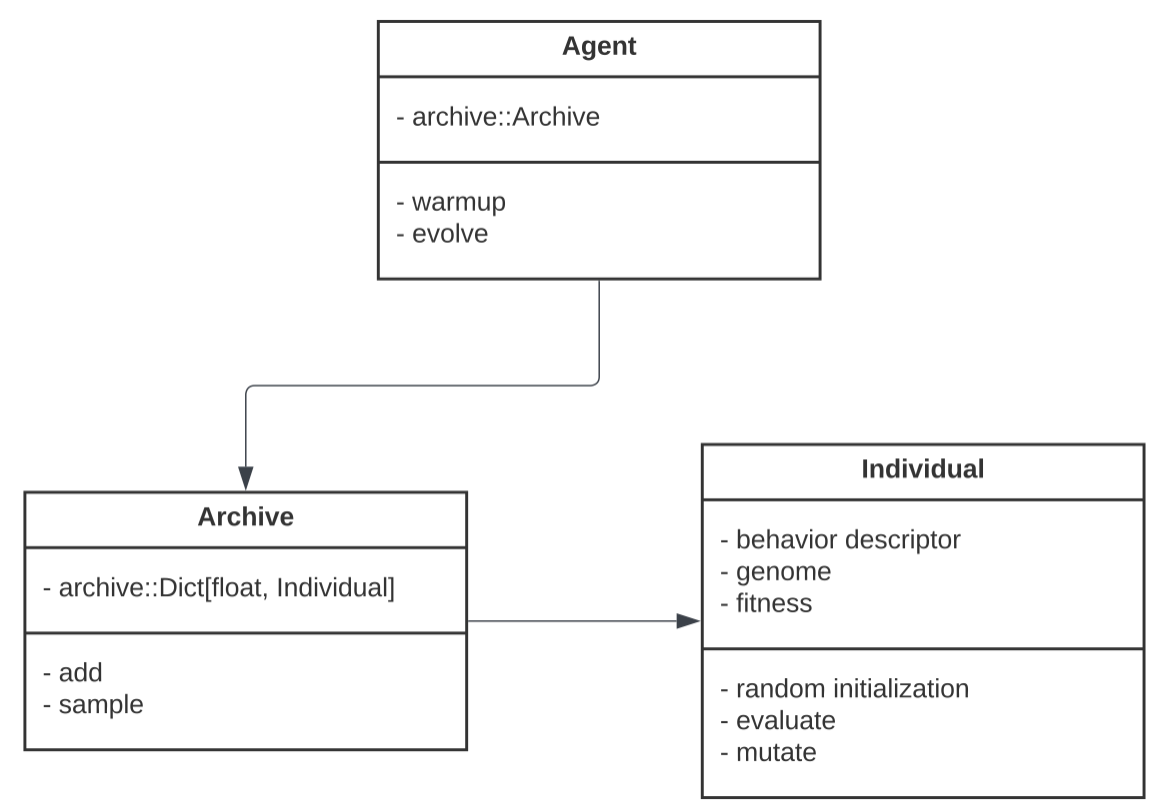 Agent
- archive::Archive
- warmup
- evolve
Archive
- archive::Dict[float, Individual]
- add
- sample
Individual
- behavior descriptor
- genome
- fitness
- random initialization
- evaluate
- mutate